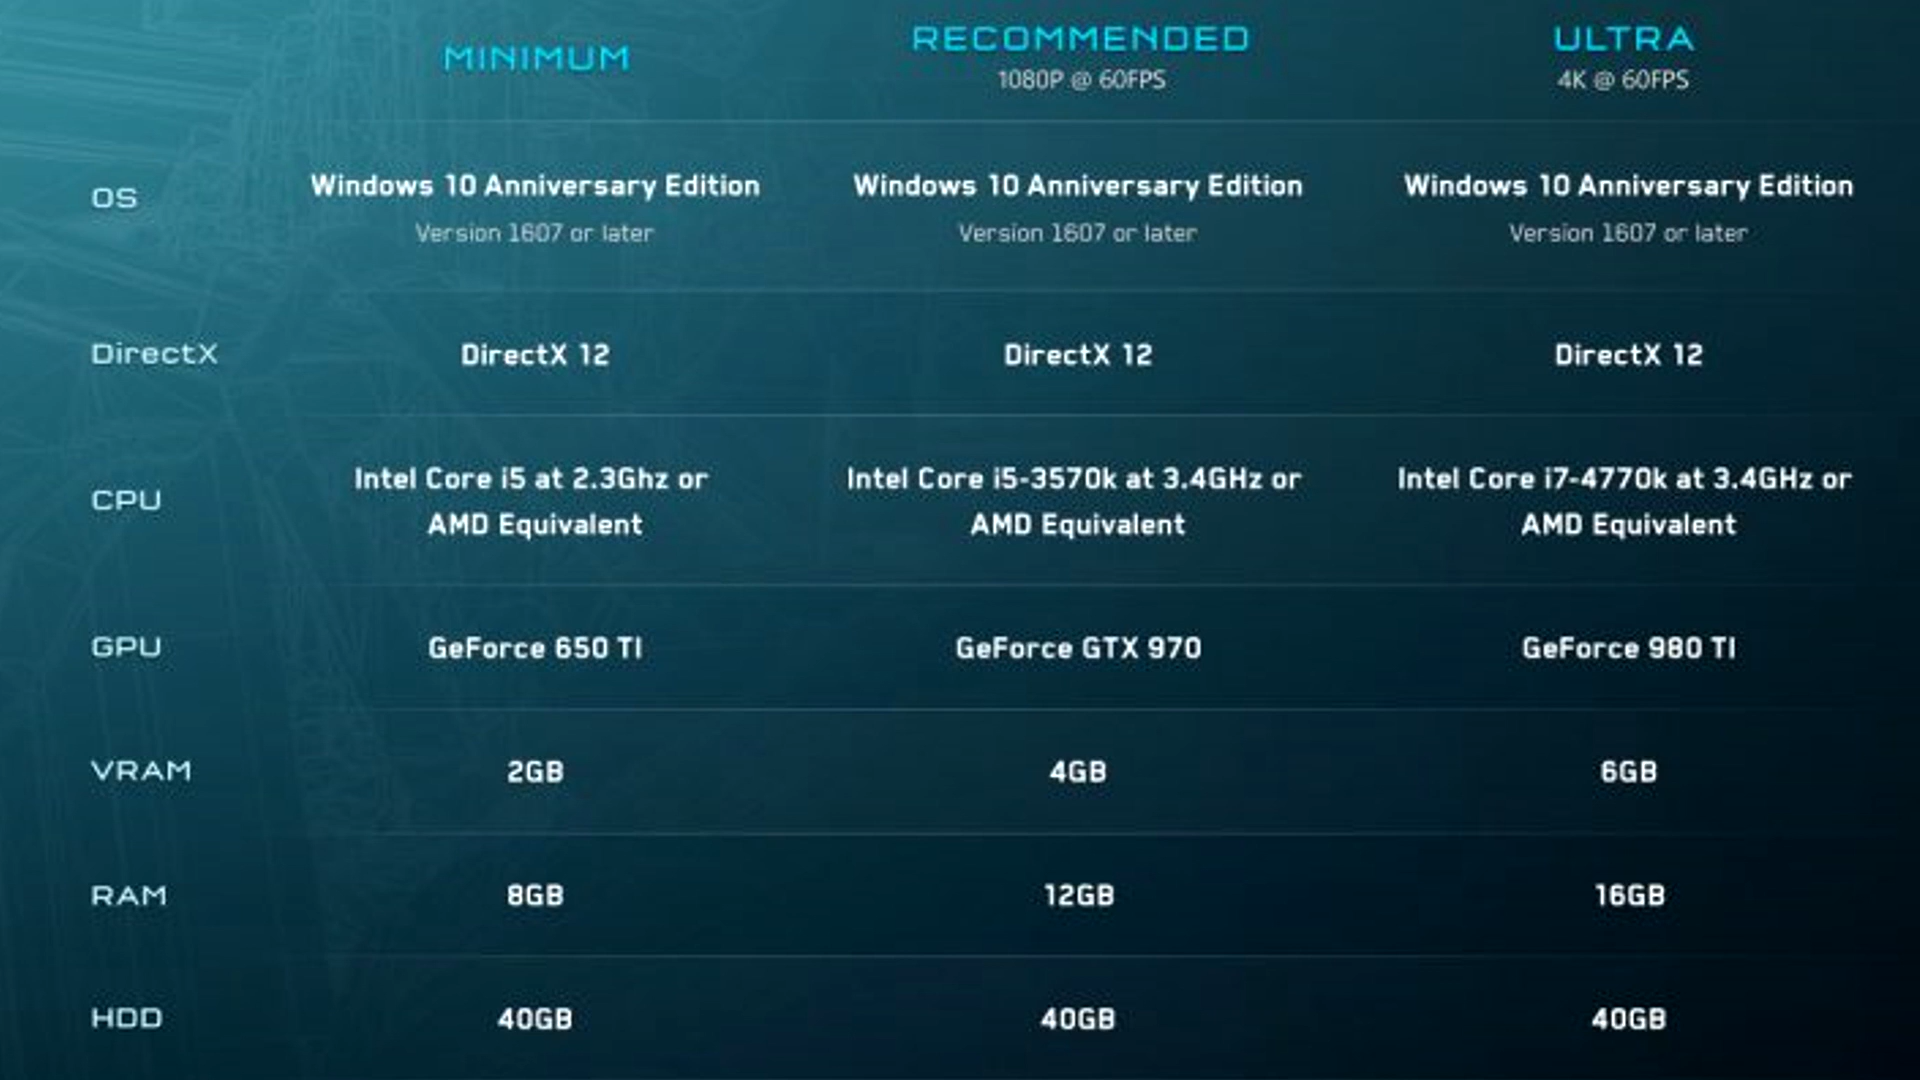 MINIMUM
RECOMMENDED
1080P @ 60FPS
ULTRA
4K @ 60FPS
OS
Windows 10 Anniversary Edition
Version 1607 or later
Windows 10 Anniversary Edition
Version 1607 or later
Windows 10 Anniversary Edition
Version 1607 or later
DirectX
DirectX 12
DirectX 12
DirectX 12
CPU
Intel Core i5 at 2.3Ghz or
AMD Equivalent
Intel Core i5-3570k at 3.4GHz or
AMD Equivalent
Intel Core i7-4770k at 3.4GHz or
AMD Equivalent
GPU
GeForce 650 TI
GeForce GTX 970
GeForce 980 TI
VRAM
2GB
4GB
6GB
RAM
8GB
12GB
16GB
HDD
40GB
40GB
40GB